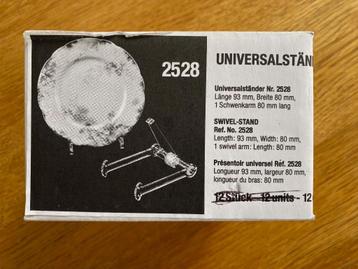 2528
UNIVERSALSTÄN
Universalständer Nr. 2528
Länge 93 mm, Breite 80 mm,
1 Schwenkarm 80 mm lang
SWIVEL-STAND
Ref. No. 2528
Length: 93 mm, Width: 80 mm,
1 swivel arm: Length: 80 mm
Présentoir universel Réf. 2528
Longueur 93 mm, largeur 80 mm,
longueur du bras: 80 mm
12 Stück - 12 units - 12